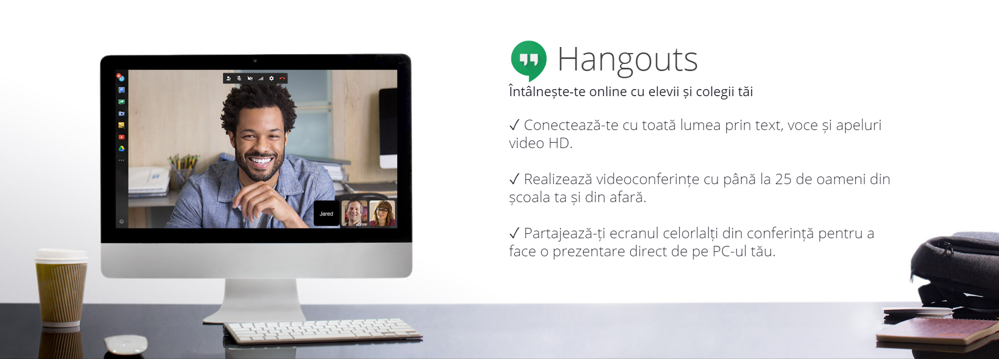 Hangouts
Întâlnește-te online cu elevii și colegii tăi
✓ Conectează-te cu toată lumea prin text, voce și apeluri
video HD.
✓ Realizează videoconferințe cu până la 25 de oameni din
școala ta și din afară.
✓ Partajează-ți ecranul celorlalți din conferință pentru a
face o prezentare direct de pe PC-ul tău.
Jared